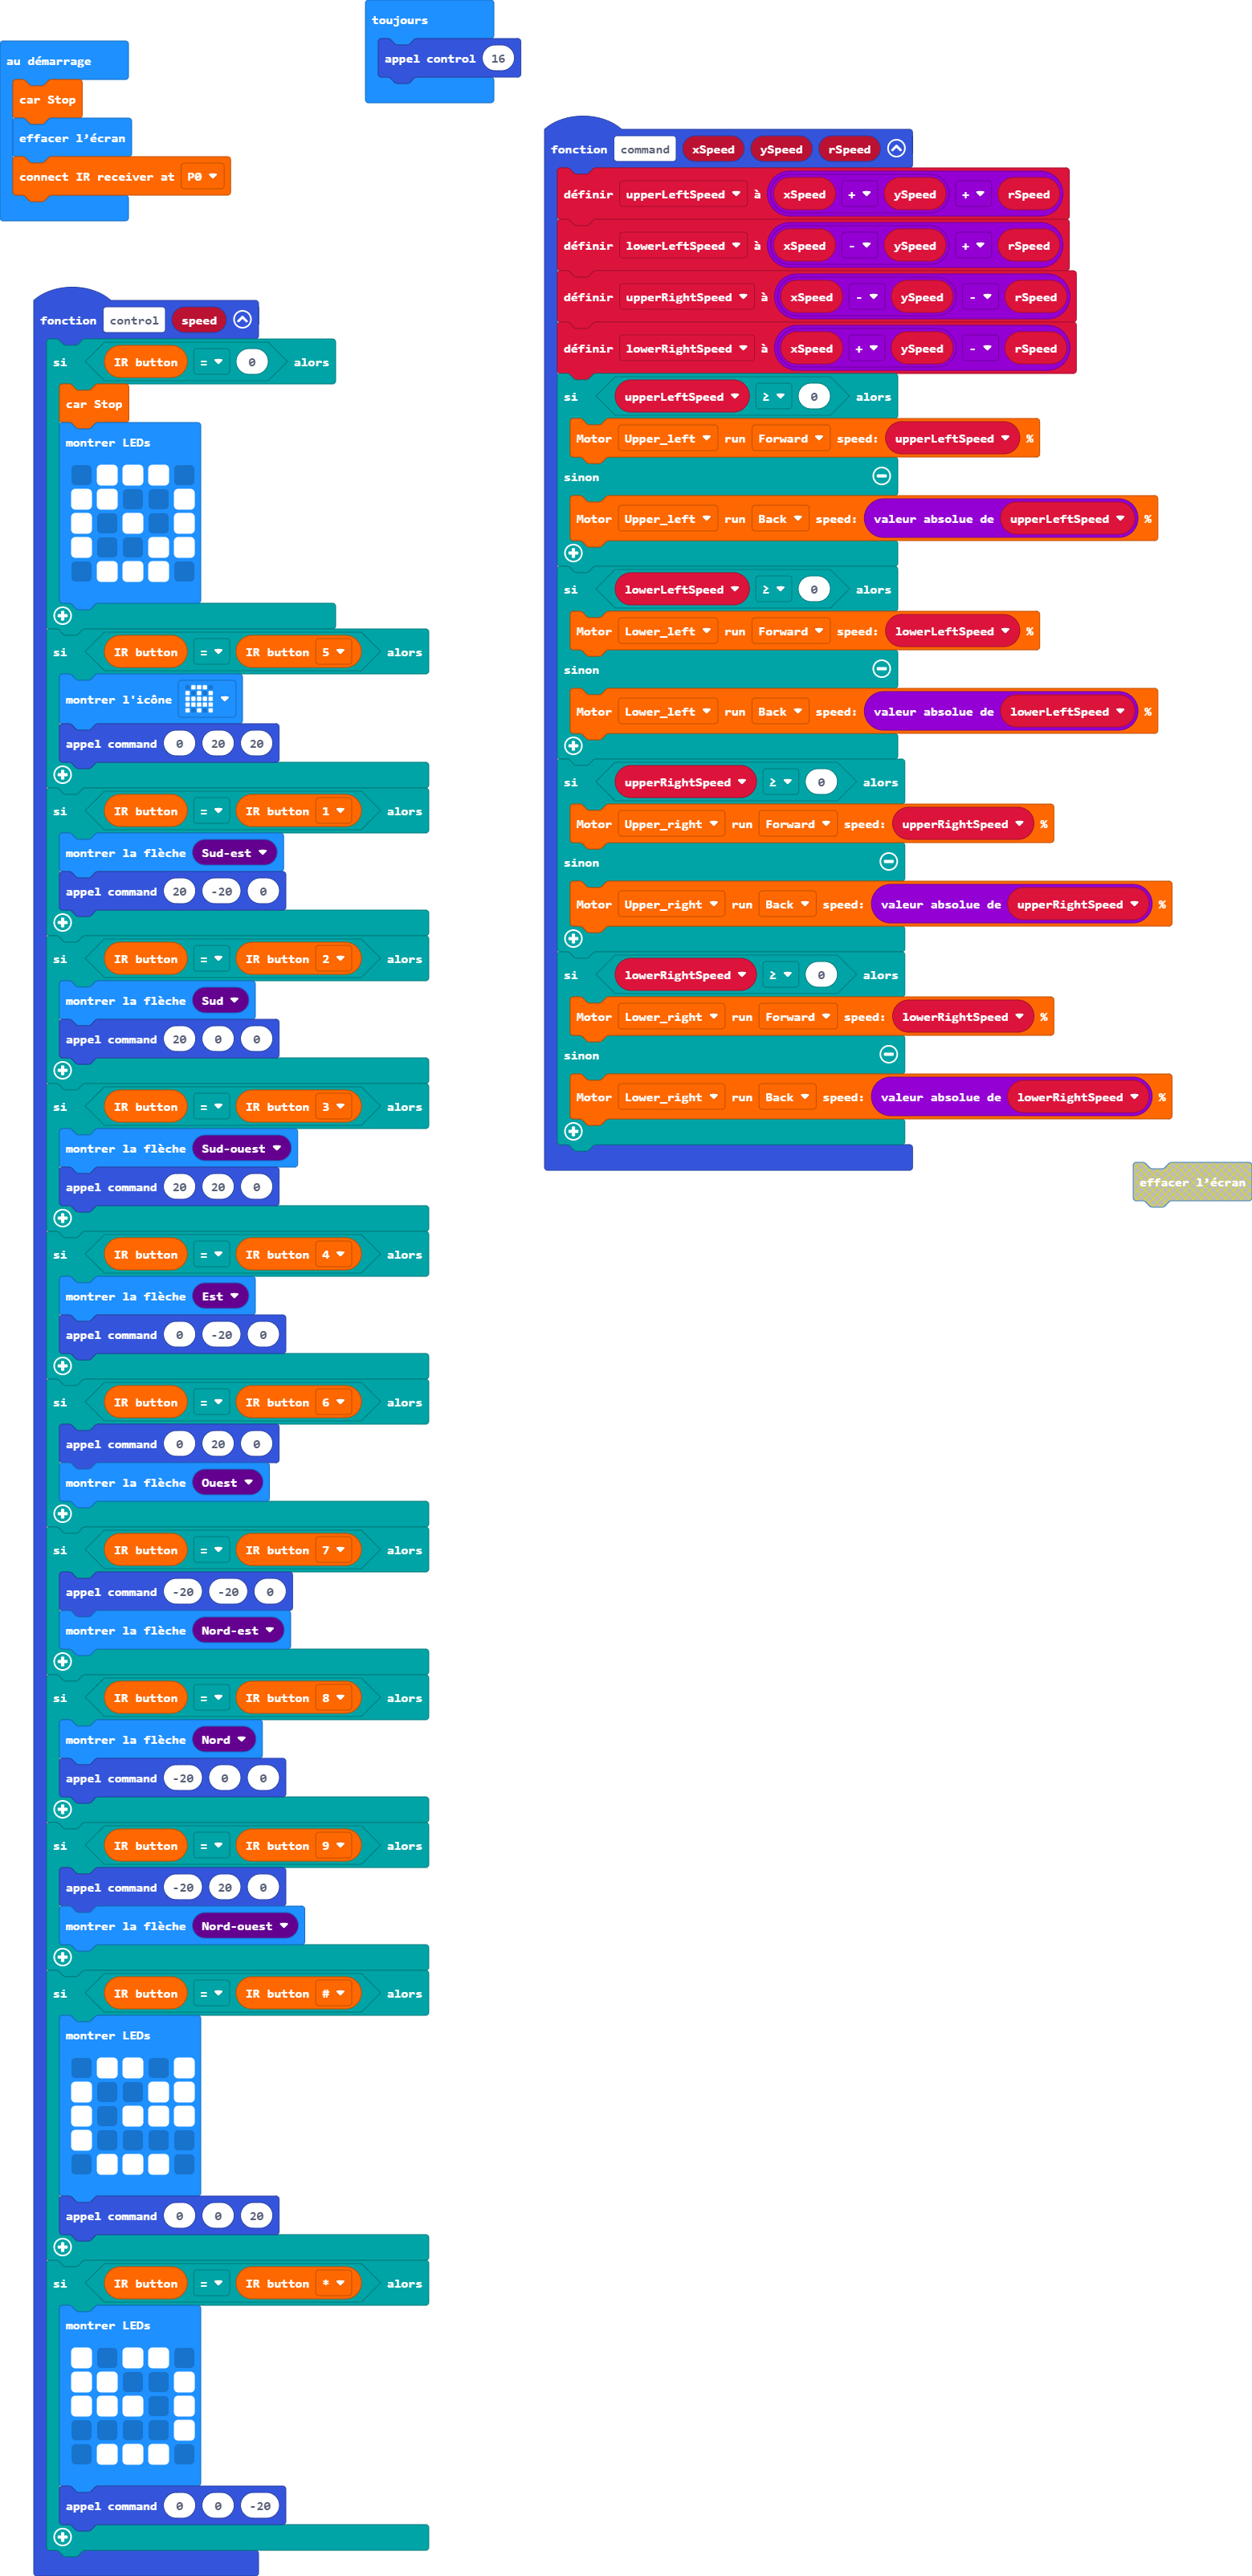 toujours
appel control 16
au démarrage
car Stop
effacer l'écran
connect IR receiver at P0
fonction control speed
si IR button = 0 alors
car Stop
montrer LEDs
si IR button = IR button 5 alors
montrer l'icône
appel command 0 20 20
si IR button = IR button 1 alors
montrer la flèche Sud-est
appel command 20 -20 0
si IR button = IR button 2 alors
montrer la flèche Sud
appel command 20 0 0
si IR button = IR button 3 alors
montrer la flèche Sud-ouest
appel command 20 20 0
si IR button = IR button 4 alors
montrer la flèche Est
appel command 0 -20 0
si IR button = IR button 6 alors
appel command 0 20 0
montrer la flèche Ouest
si IR button = IR button 7 alors
appel command -20 -20 0
montrer la flèche Nord-est
si IR button = IR button 8 alors
montrer la flèche Nord
appel command -20 0 0
si IR button = IR button 9 alors
appel command -20 20 0
montrer la flèche Nord-ouest
si IR button = IR button # alors
montrer LEDs
appel command 0 0 20
si IR button = IR button * alors
montrer LEDs
appel command 0 0 -20
fonction command xSpeed ySpeed rSpeed
définir upperLeftSpeed à xSpeed + ySpeed + rSpeed
définir lowerLeftSpeed à xSpeed - ySpeed + rSpeed
définir upperRightSpeed à xSpeed - ySpeed - rSpeed
définir lowerRightSpeed à xSpeed + ySpeed - rSpeed
si upperLeftSpeed ≥ 0 alors
Motor Upper_left run Forward speed: upperLeftSpeed %
sinon
Motor Upper_left run Back speed: valeur absolue de upperLeftSpeed %
si lowerLeftSpeed ≥ 0 alors
Motor Lower_left run Forward speed: lowerLeftSpeed %
sinon
Motor Lower_left run Back speed: valeur absolue de lowerLeftSpeed %
si upperRightSpeed ≥ 0 alors
Motor Upper_right run Forward speed: upperRightSpeed %
sinon
Motor Upper_right run Back speed: valeur absolue de upperRightSpeed %
si lowerRightSpeed ≥ 0 alors
Motor Lower_right run Forward speed: lowerRightSpeed %
sinon
Motor Lower_right run Back speed: valeur absolue de lowerRightSpeed %
effacer l'écran